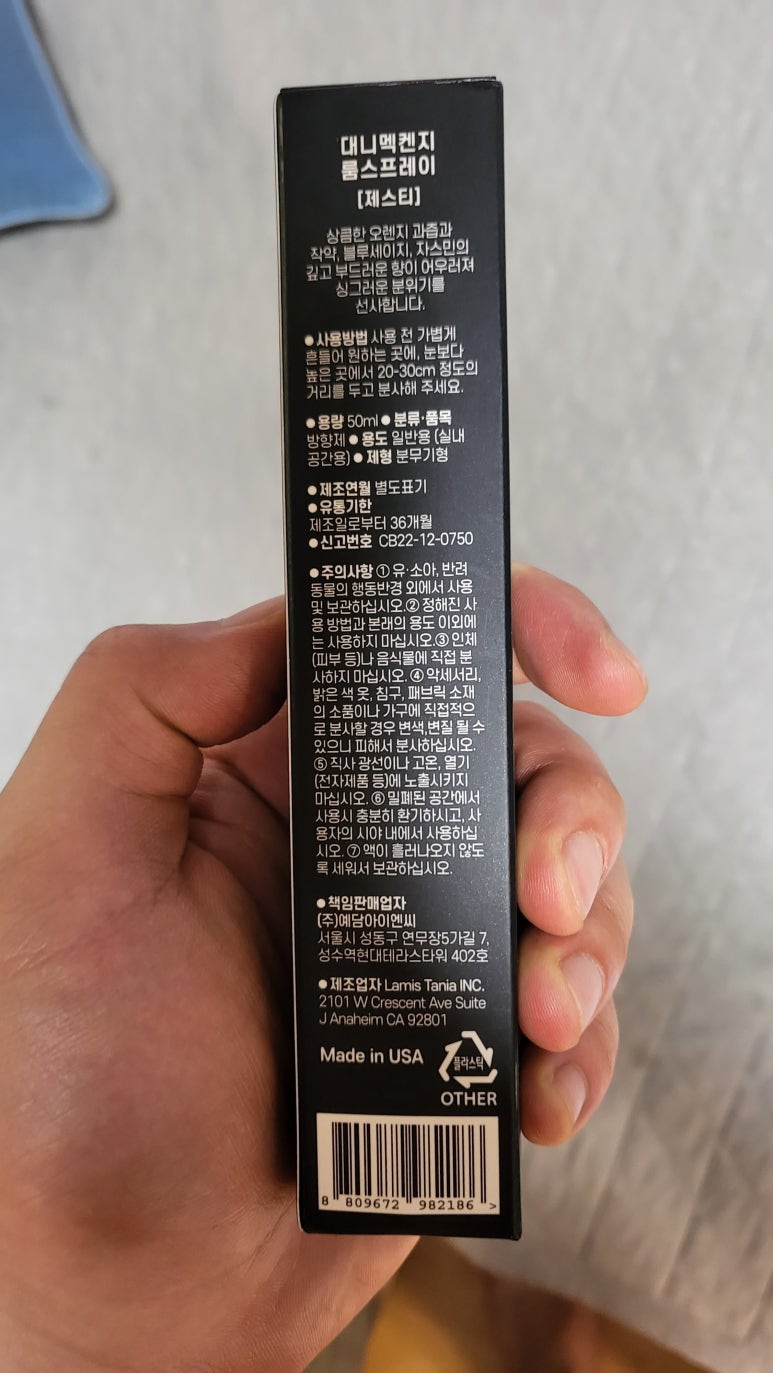 대니멕켄지
룸스프레이
[제스티]
상큼한 오렌지 과즙과
작약, 블루세이지, 자스민의
깊고 부드러운 향이 어우러져
싱그러운 분위기를
선사합니다.
●사용방법 사용 전 가볍게
흔들어 원하는 곳에, 눈보다
높은 곳에서 20-30cm 정도의
거리를 두고 분사해 주세요.
●용량 50ml ● 분류·품목
방향제 ● 용도 일반용 (실내
공간용) ● 제형 분무기형
●제조연월 별도표기
●유통기한
제조일로부터 36개월
●신고번호 CB22-12-0750
●주의사항 ① 유·소아, 반려
동물의 행동반경 외에서 사용
및 보관하십시오.② 정해진 사
용 방법과 본래의 용도 이외에
는 사용하지 마십시오.③ 인체
(피부 등)나 음식물에 직접 분
사하지 마십시오. ④ 악세서리,
밝은 색 옷, 침구, 패브릭 소재
의 소품이나 가구에 직접적으
로 분사할 경우 변색,변질 될 수
있으니 피해서 분사하십시오.
⑤ 직사 광선이나 고온, 열기
(전자제품 등)에 노출시키지
마십시오. ⑥ 밀폐된 공간에서
사용시 충분히 환기하시고, 사
용자의 시야 내에서 사용하십
시오. ⑦ 액이 흘러나오지 않도
록 세워서 보관하십시오.
●책임판매업자
(주)예담아이엔씨
서울시 성동구 연무장5가길 7,
성수역현대테라스타워 402호
●제조업자 Lamis Tania INC.
2101 W Crescent Ave Suite
J Anaheim CA 92801
Made in USA
플라스틱
OTHER
8 809672 982186 >